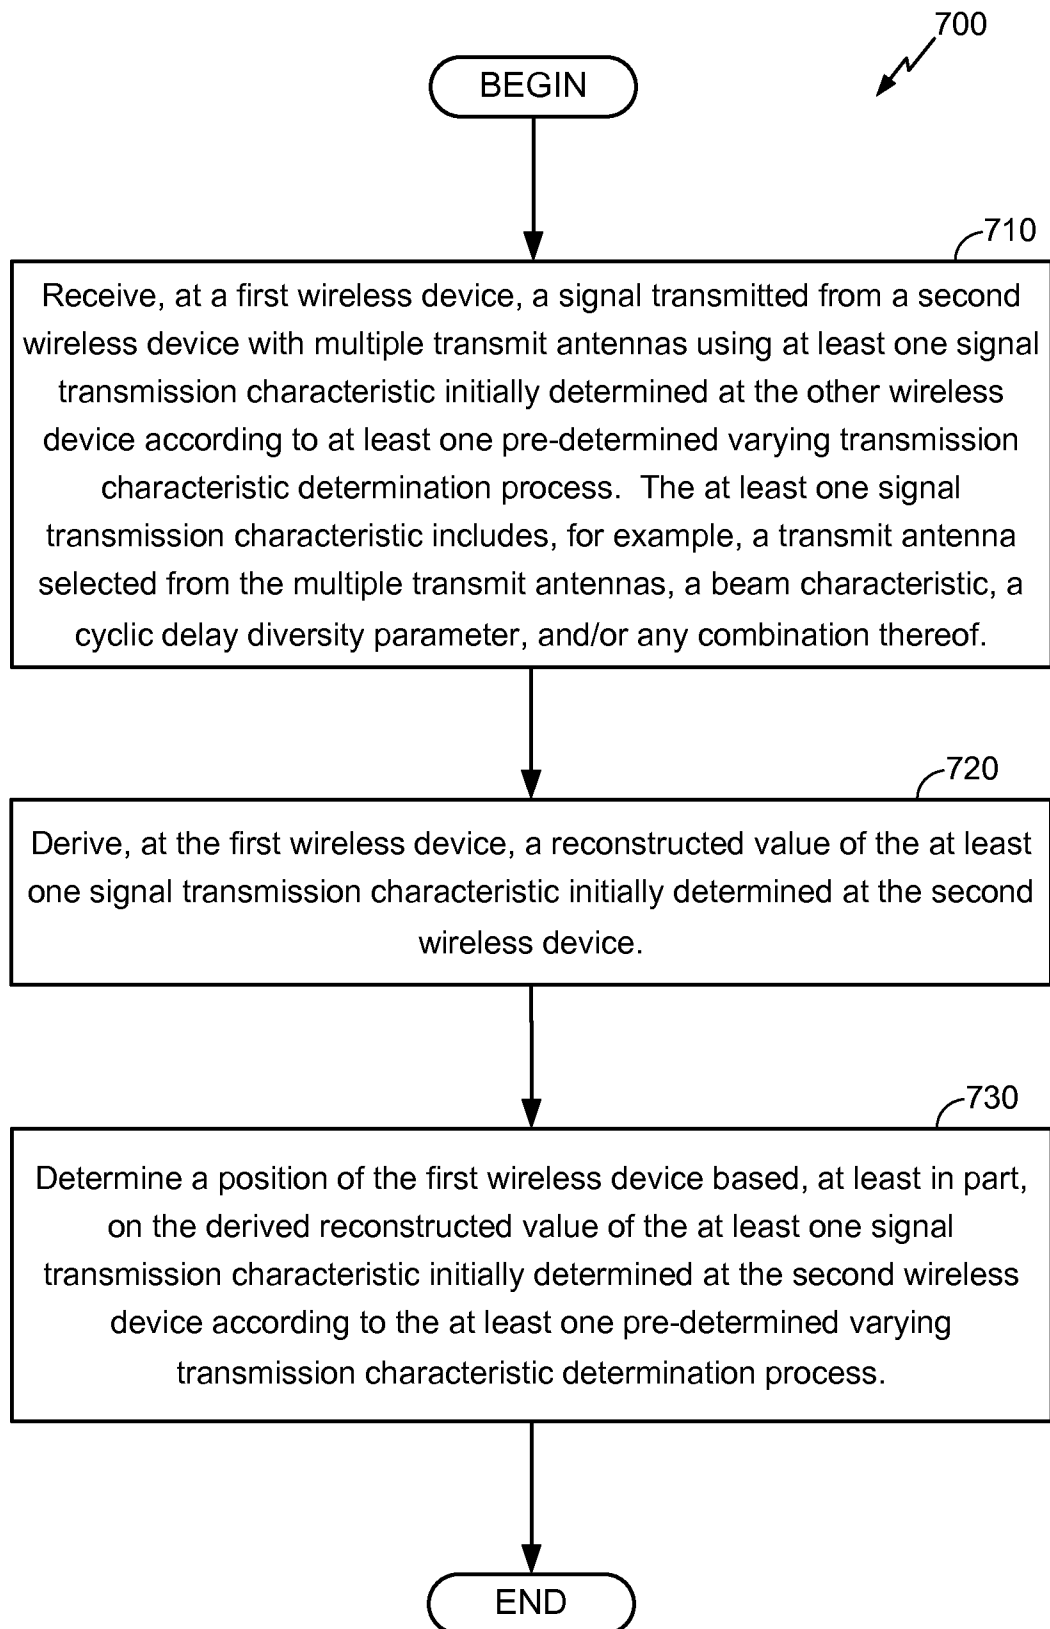 700
BEGIN
710
Receive, at a first wireless device, a signal transmitted from a second
wireless device with multiple transmit antennas using at least one signal
transmission characteristic initially determined at the other wireless
device according to at least one pre-determined varying transmission
characteristic determination process. The at least one signal
transmission characteristic includes, for example, a transmit antenna
selected from the multiple transmit antennas, a beam characteristic, a
cyclic delay diversity parameter, and/or any combination thereof.
720
Derive, at the first wireless device, a reconstructed value of the at least
one signal transmission characteristic initially determined at the second
wireless device.
730
Determine a position of the first wireless device based, at least in part,
on the derived reconstructed value of the at least one signal
transmission characteristic initially determined at the second wireless
device according to the at least one pre-determined varying
transmission characteristic determination process.
END